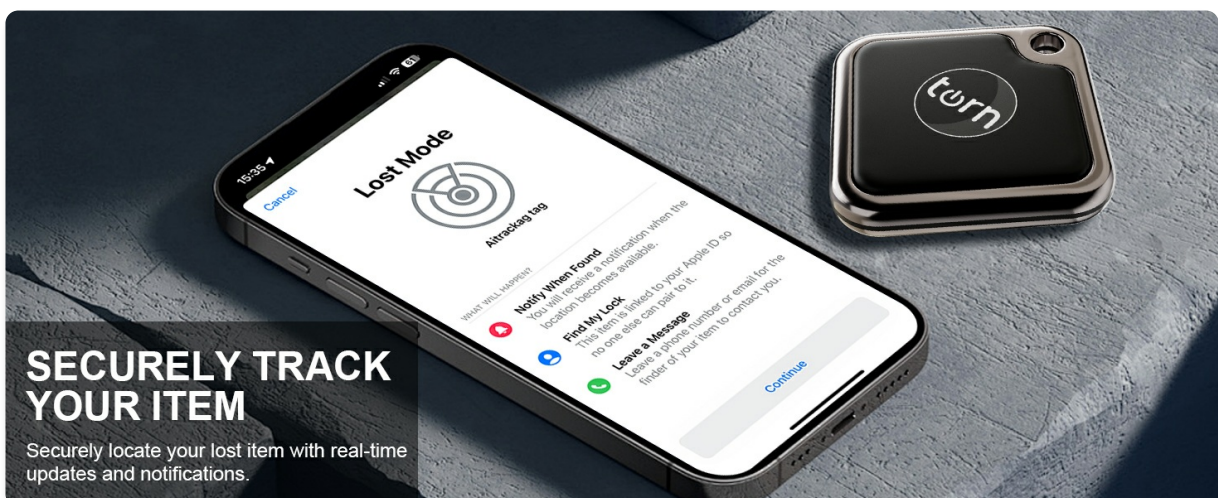 15:35
61
Cancel
Lost Mode
Aitrackag tag
WHAT WILL HAPPEN?
Notify When Found
You will receive a notification when the
location becomes available.
Find My Lock
This item is linked to your Apple ID so
no one else can pair to it.
Leave a Message
Leave a phone number or email for the
finder of your item to contact you.
Continue
torn
SECURELY TRACK
YOUR ITEM
Securely locate your lost item with real-time
updates and notifications.